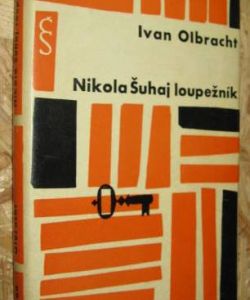 Ivan Olbracht
Nikola Šuhaj loupežník